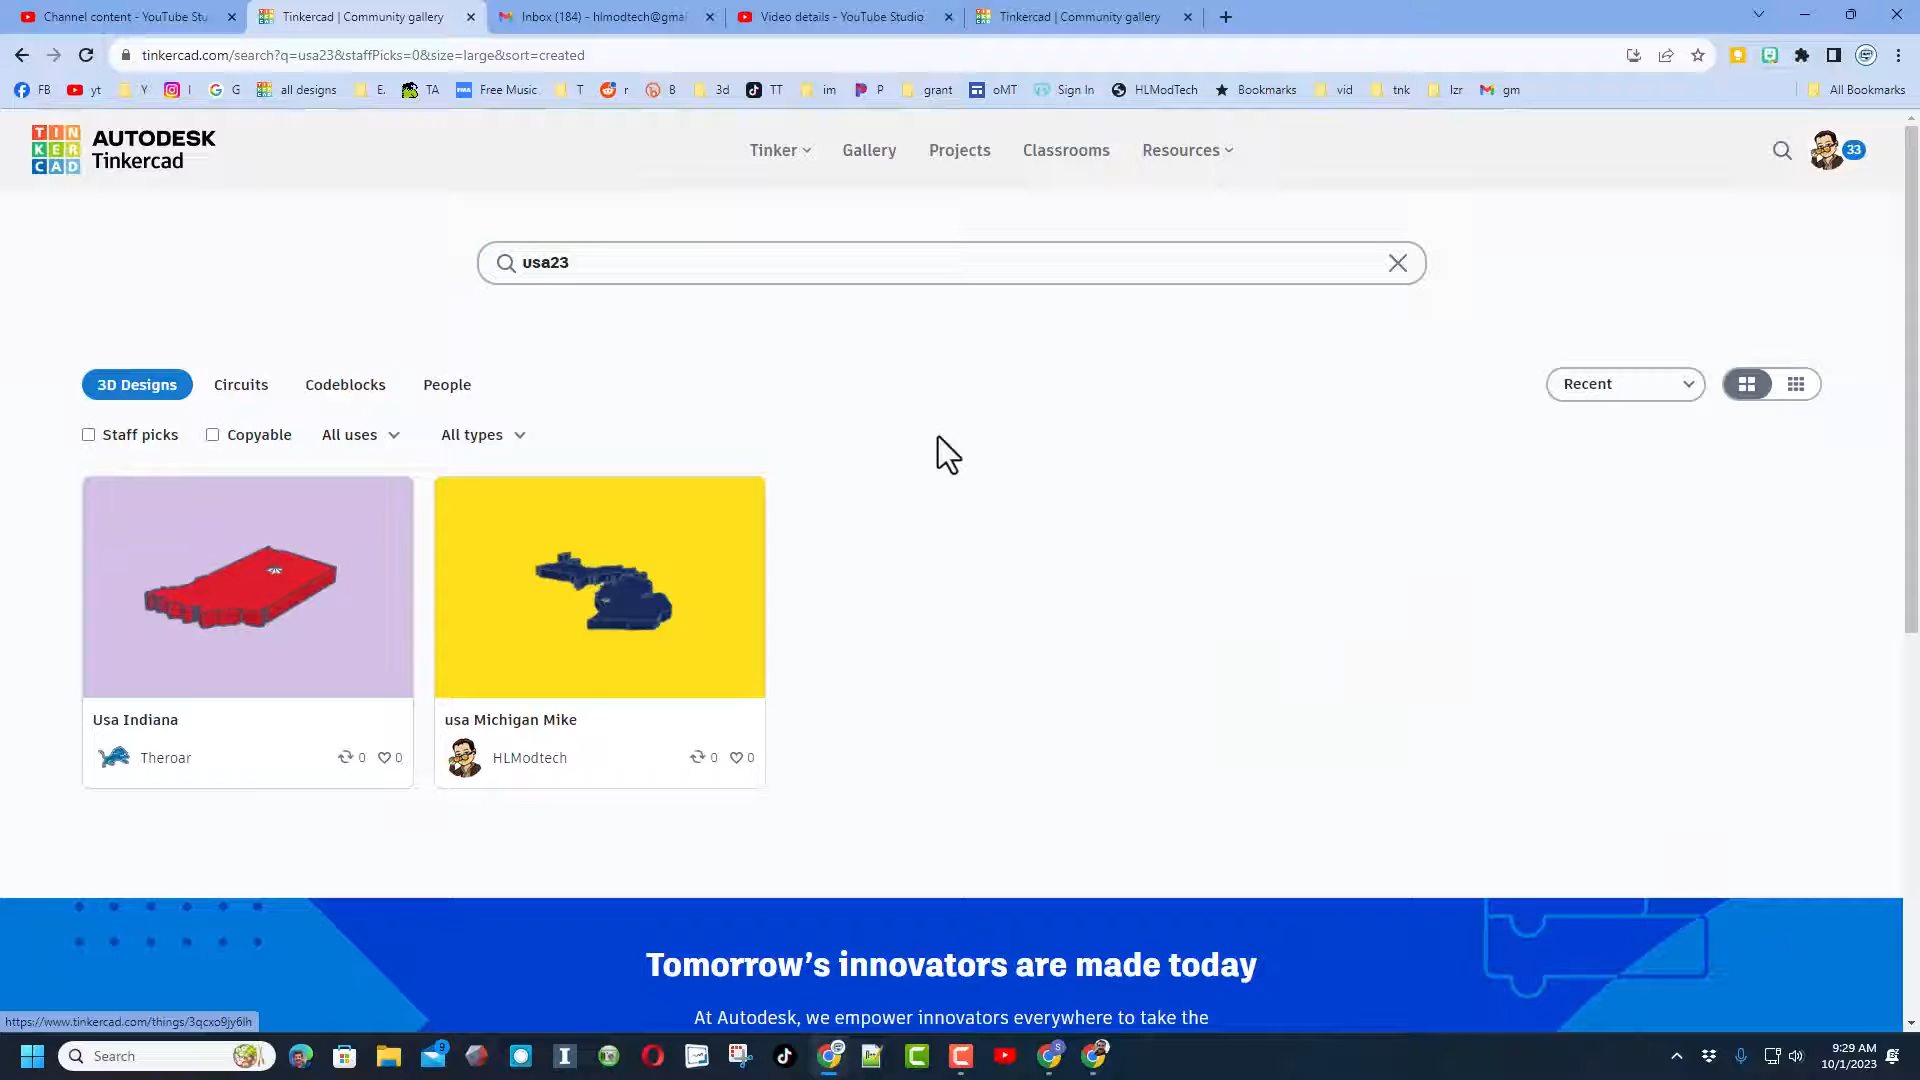 Channel content - YouTube Stu
Tinkercad | Community gallery
Inbox (184) - hlmodtech@gmai
Video details - YouTube Studio
Tinkercad | Community gallery
tinkercad.com/search?q=usa23&staffPicks=0&size=large&sort=created
FB
yt
Y
I
G
all designs
E.
TA
FMA
Free Music
T
r
B
3d
TT
im
P
grant
oMT
Sign In
HLModTech
Bookmarks
vid
tnk
lzr
gm
All Bookmarks
TIN
KER
CAD
AUTODESK
Tinkercad
Tinker
Gallery
Projects
Classrooms
Resources
33
usa23
3D Designs
Circuits
Codeblocks
People
Recent
Staff picks
Copyable
All uses
All types
Usa Indiana
Theroar
0
0
usa Michigan Mike
HLModtech
0
0
Tomorrow's innovators are made today
At Autodesk, we empower innovators everywhere to take the
https://www.tinkercad.com/things/3qcxo9jy6lh
Search
9
S
9:29 AM
10/1/2023